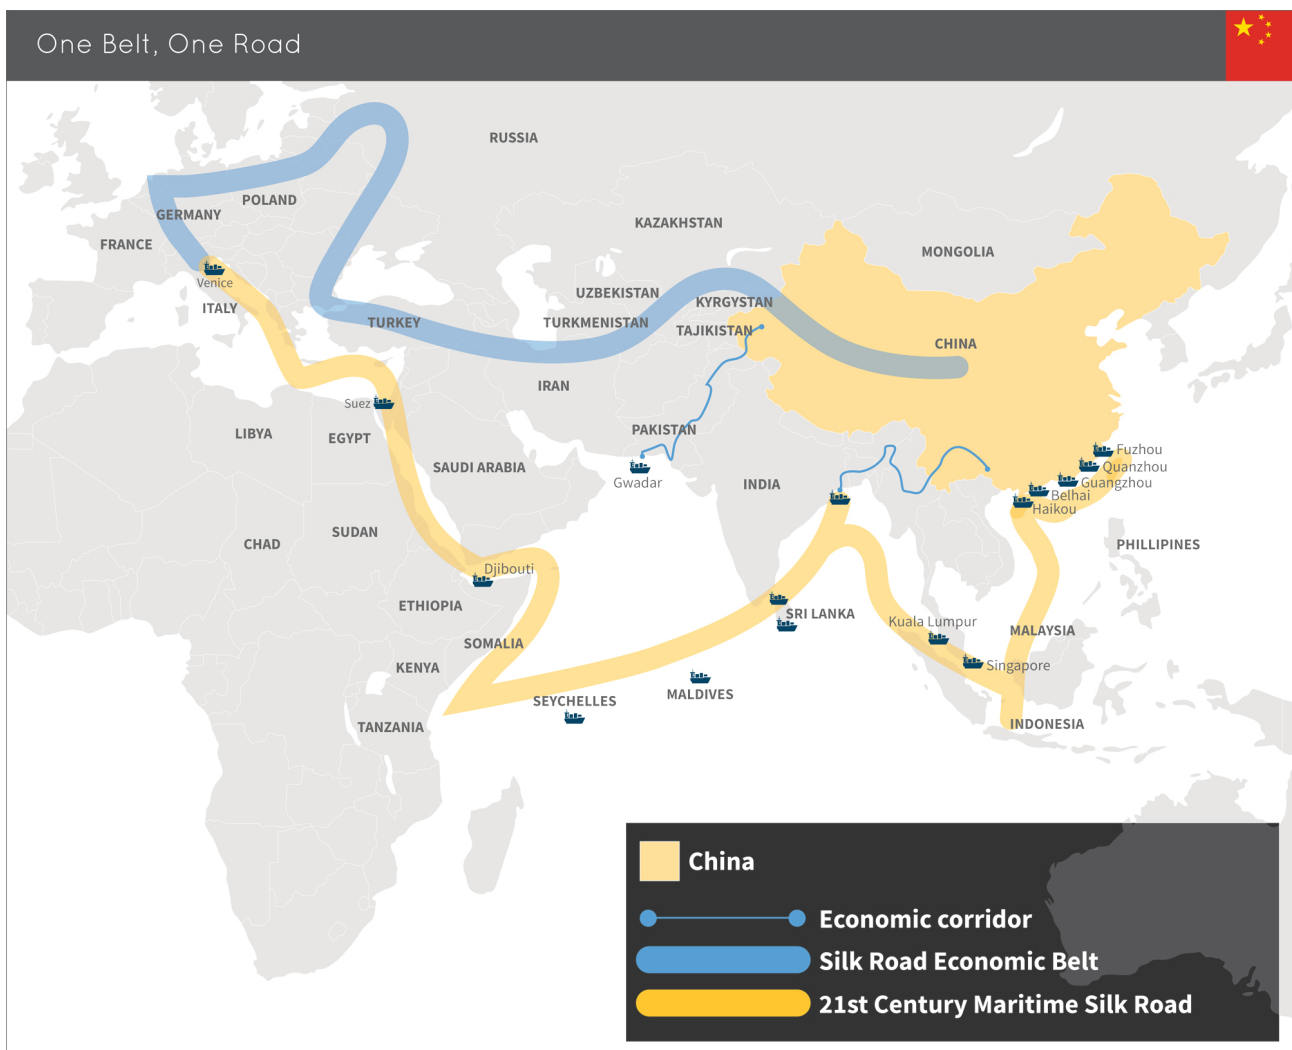 One Belt, One Road
RUSSIA
POLAND
GERMANY
KAZAKHSTAN
FRANCE
MONGOLIA
Venice
UZBEKISTAN
KYRGYSTAN
ITALY
TURKEY
TURKMENISTAN
TAJIKISTAN
CHINA
IRAN
Suez
PAKISTAN
LIBYA
EGYPT
Fuzhou
SAUDI ARABIA
Quanzhou
Gwadar
INDIA
Guangzhou
Belhai
Haikou
SUDAN
CHAD
PHILLIPINES
Djibouti
ETHIOPIA
SRI LANKA
Kuala Lumpur
MALAYSIA
SOMALIA
KENYA
Singapore
MALDIVES
SEYCHELLES
TANZANIA
INDONESIA
China
Economic corridor
Silk Road Economic Belt
21st Century Maritime Silk Road